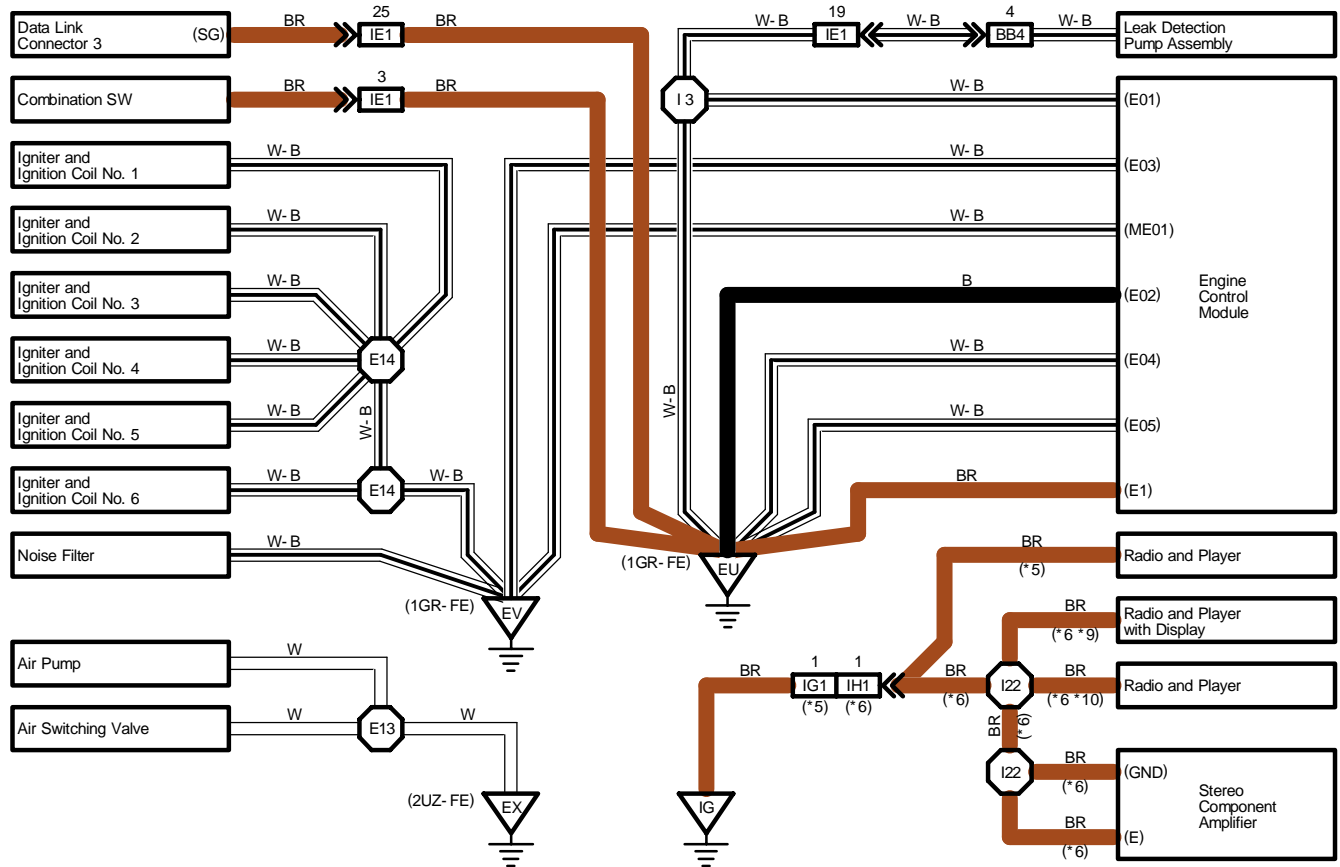 Data Link
Connector 3
(SG)
BR
25
IE1
BR
Combination SW
BR
3
IE1
BR
Igniter and
Ignition Coil No. 1
W- B
Igniter and
Ignition Coil No. 2
W- B
Igniter and
Ignition Coil No. 3
W- B
Igniter and
Ignition Coil No. 4
W- B
E14
Igniter and
Ignition Coil No. 5
W- B
W- B
Igniter and
Ignition Coil No. 6
W- B
E14
W- B
Noise Filter
W- B
(1GR- FE)
EV
Air Pump
W
Air Switching Valve
W
E13
W
(2UZ- FE)
EX
W- B
19
IE1
W- B
4
BB4
W- B
Leak Detection
Pump Assembly
I 3
W- B
(E01)
W- B
(E03)
W- B
(ME01)
B
(E02)
Engine
Control
Module
W- B
(E04)
W- B
W- B
(E05)
BR
(E1)
(1GR- FE)
EU
BR
(*5)
Radio and Player
BR
(*6 *9)
Radio and Player
with Display
BR
1
IG1
(*5)
1
IH1
(*6)
BR
(*6)
I22
BR
(*6 *10)
Radio and Player
BR
(*6)
I22
BR
(*6)
(GND)
Stereo
Component
Amplifier
BR
(*6)
(E)
IG